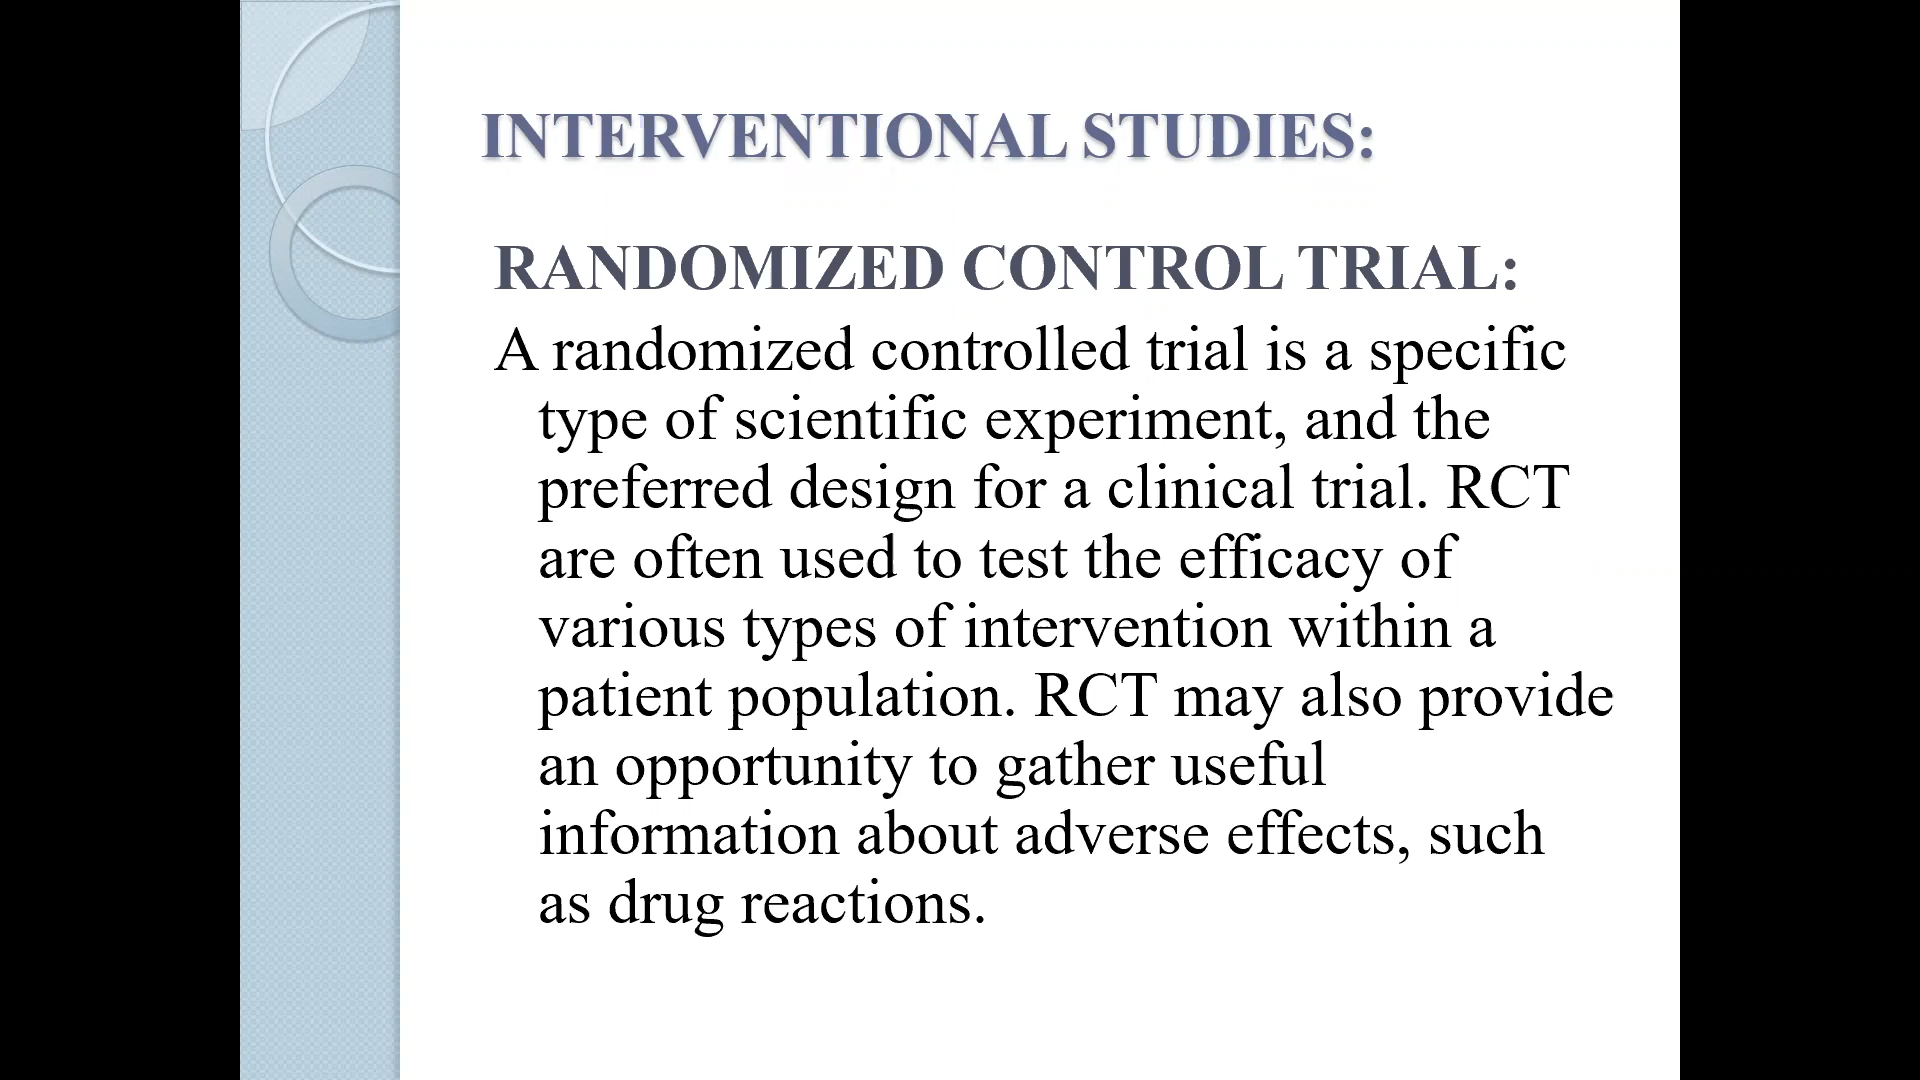 INTERVENTIONAL STUDIES:
RANDOMIZED CONTROL TRIAL:
A randomized controlled trial is a specific
type of scientific experiment, and the
preferred design for a clinical trial. RCT
are often used to test the efficacy of
various types of intervention within a
patient population. RCT may also provide
an opportunity to gather useful
information about adverse effects, such
as drug reactions.